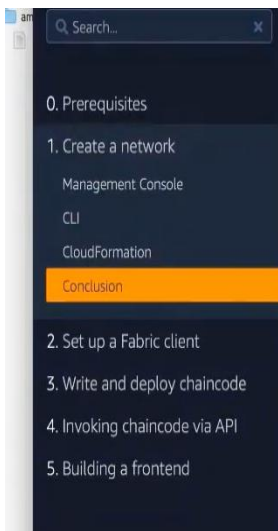 am
Search...
0. Prerequisites
1. Create a network
Management Console
CLI
CloudFormation
Conclusion
2. Set up a Fabric client
3. Write and deploy chaincode
4. Invoking chaincode via API
5. Building a frontend